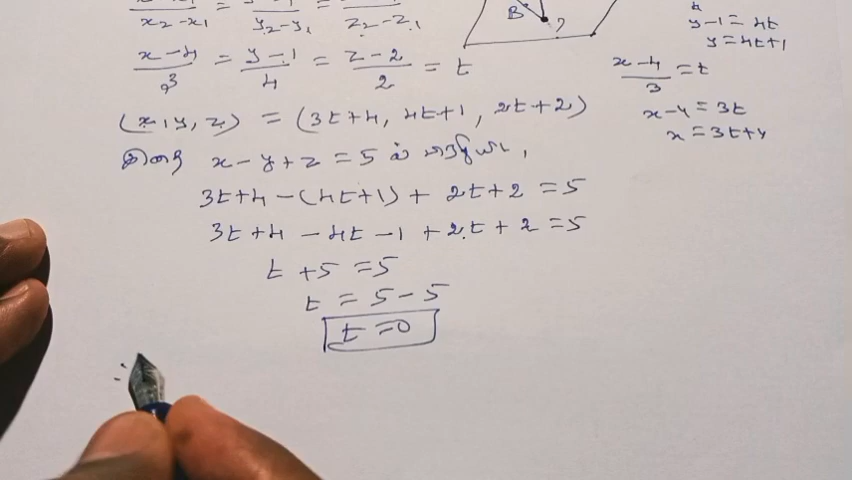 x₂-x₁ = y₂-y₁ z₂-z₁
(x-4)/3 = (y-1)/4 = (z-2)/2 = t
(x, y, z) = (3t+4, 4t+1, 2t+2)
இதை x-y+z=5 ல் பிரதியிட,
3t+4-(4t+1)+2t+2=5
3t+4-4t-1+2t+2=5
t+5=5
t=5-5
t=0
B ?
y-1=4t
y=4t+1
(x-4)/3=t
x-4=3t
x=3t+4